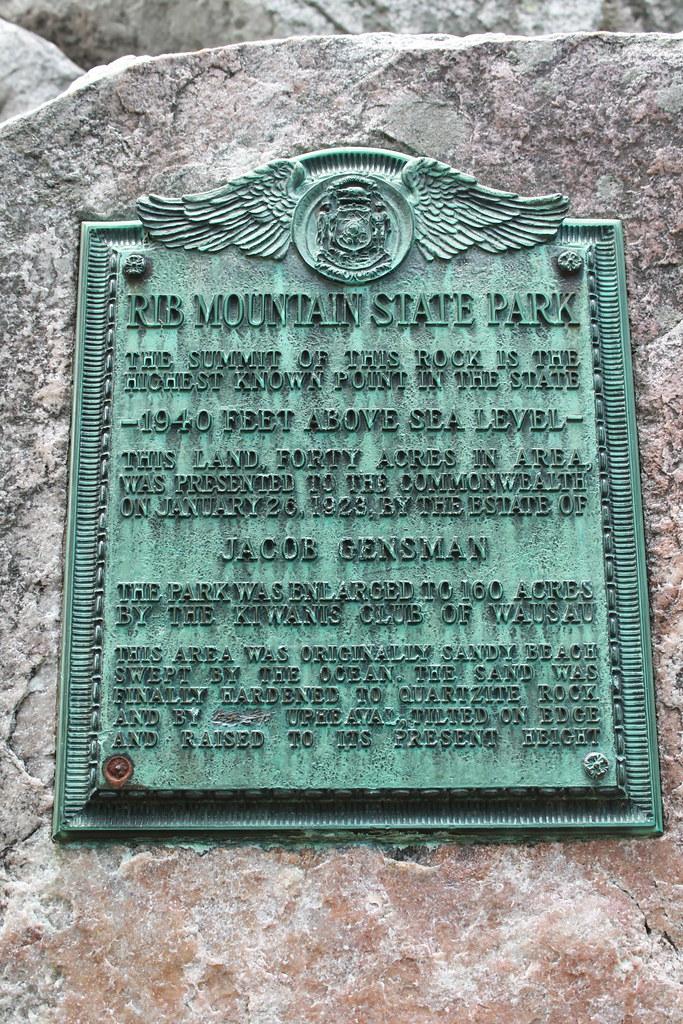 RIB MOUNTAIN STATE PARK
THE SUMMIT OF THIS ROCK IS THE
HIGHEST KNOWN POINT IN THE STATE
-1940 FEET ABOVE SEA LEVEL-
THIS LAND, FORTY ACRES IN AREA,
WAS PRESENTED TO THE COMMONWEALTH
ON JANUARY 26, 1923, BY THE ESTATE OF
JACOB GENSMAN
THE PARK WAS ENLARGED TO 160 ACRES
BY THE KIWANIS CLUB OF WAUSAU
THIS AREA WAS ORIGINALLY SANDY BEACH
SWEPT BY THE OCEAN. THE SAND WAS
FINALLY HARDENED TO QUARTZITE ROCK
AND BY UPHEAVAL, TILTED ON EDGE
AND RAISED TO ITS PRESENT HEIGHT